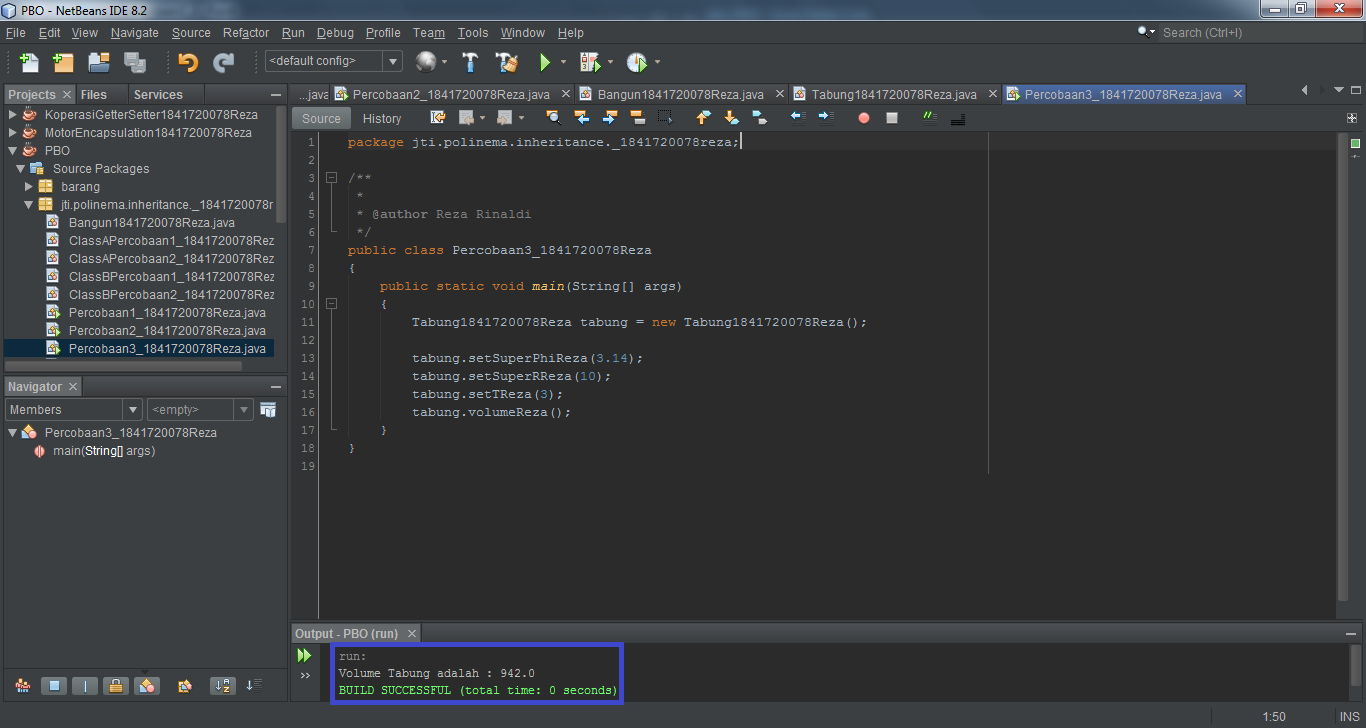 PBO - NetBeans IDE 8.2
File Edit View Navigate Source Refactor Run Debug Profile Team Tools Window Help
Search (Ctrl+I)
<default config>
Projects Files Services
KoperasiGetterSetter1841720078Reza
MotorEncapsulation1841720078Reza
PBO
Source Packages
barang
jti.polinema.inheritance._1841720078r
Bangun1841720078Reza.java
ClassAPercobaan1_1841720078Rez
ClassAPercobaan2_1841720078Rez
ClassBPercobaan1_1841720078Rez
ClassBPercobaan2_1841720078Rez
Percobaan1_1841720078Reza.java
Percobaan2_1841720078Reza.java
Percobaan3_1841720078Reza.java
Navigator
Members <empty>
Percobaan3_1841720078Reza
main(String[] args)
...java Percobaan2_1841720078Reza.java Bangun1841720078Reza.java Tabung1841720078Reza.java Percobaan3_1841720078Reza.java
Source History
1 package jti.polinema.inheritance._1841720078reza;
2
3 /**
4 *
5 * @author Reza Rinaldi
6 */
7 public class Percobaan3_1841720078Reza
8 {
9 public static void main(String[] args)
10 {
11 Tabung1841720078Reza tabung = new Tabung1841720078Reza();
12
13 tabung.setSuperPhiReza(3.14);
14 tabung.setSuperRReza(10);
15 tabung.setTReza(3);
16 tabung.volumeReza();
17 }
18 }
19
Output - PBO (run)
run:
Volume Tabung adalah : 942.0
BUILD SUCCESSFUL (total time: 0 seconds)
1:50 INS